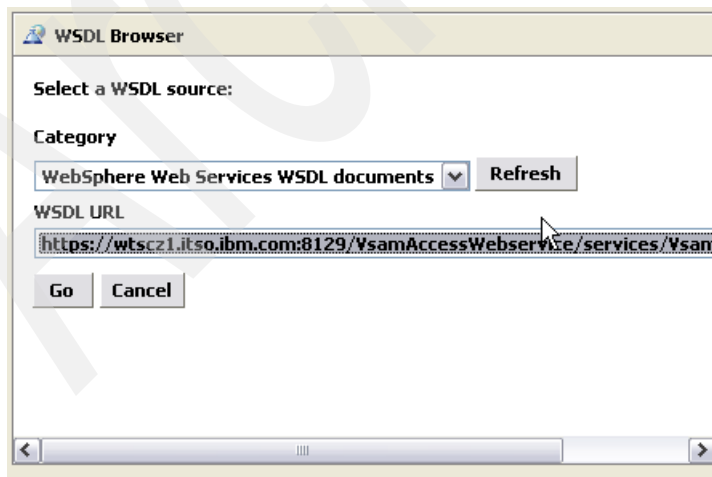 WSDL Browser
Select a WSDL source:
Category
WebSphere Web Services WSDL documents Refresh
WSDL URL
https://wtscz1.itso.ibm.com:8129/VsamAccessWebservice/services/Vsam
Go Cancel